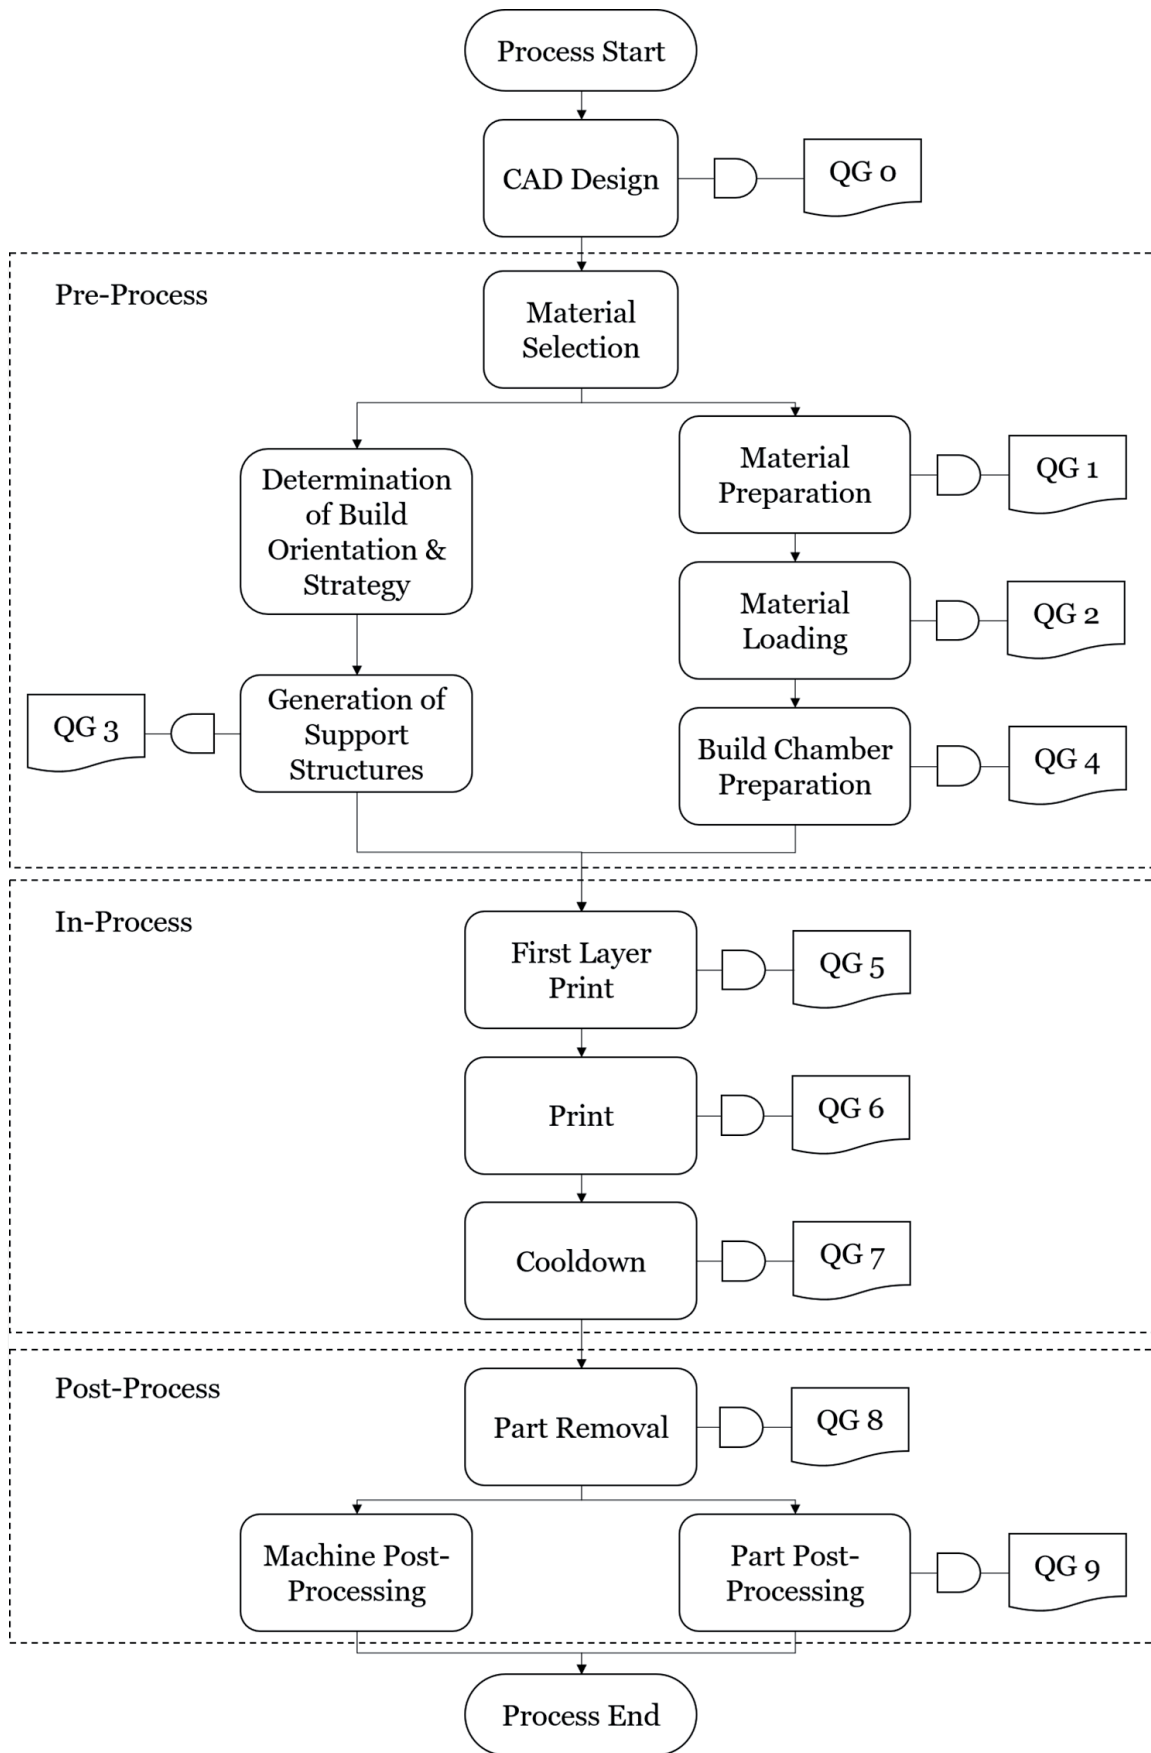 Process Start
CAD Design
QG 0
Pre-Process
Material
Selection
Determination
of Build
Orientation &
Strategy
Material
Preparation
QG 1
Material
Loading
QG 2
Generation of
Support
Structures
QG 3
Build Chamber
Preparation
QG 4
In-Process
First Layer
Print
QG 5
Print
QG 6
Cooldown
QG 7
Post-Process
Part Removal
QG 8
Machine Post-
Processing
Part Post-
Processing
QG 9
Process End